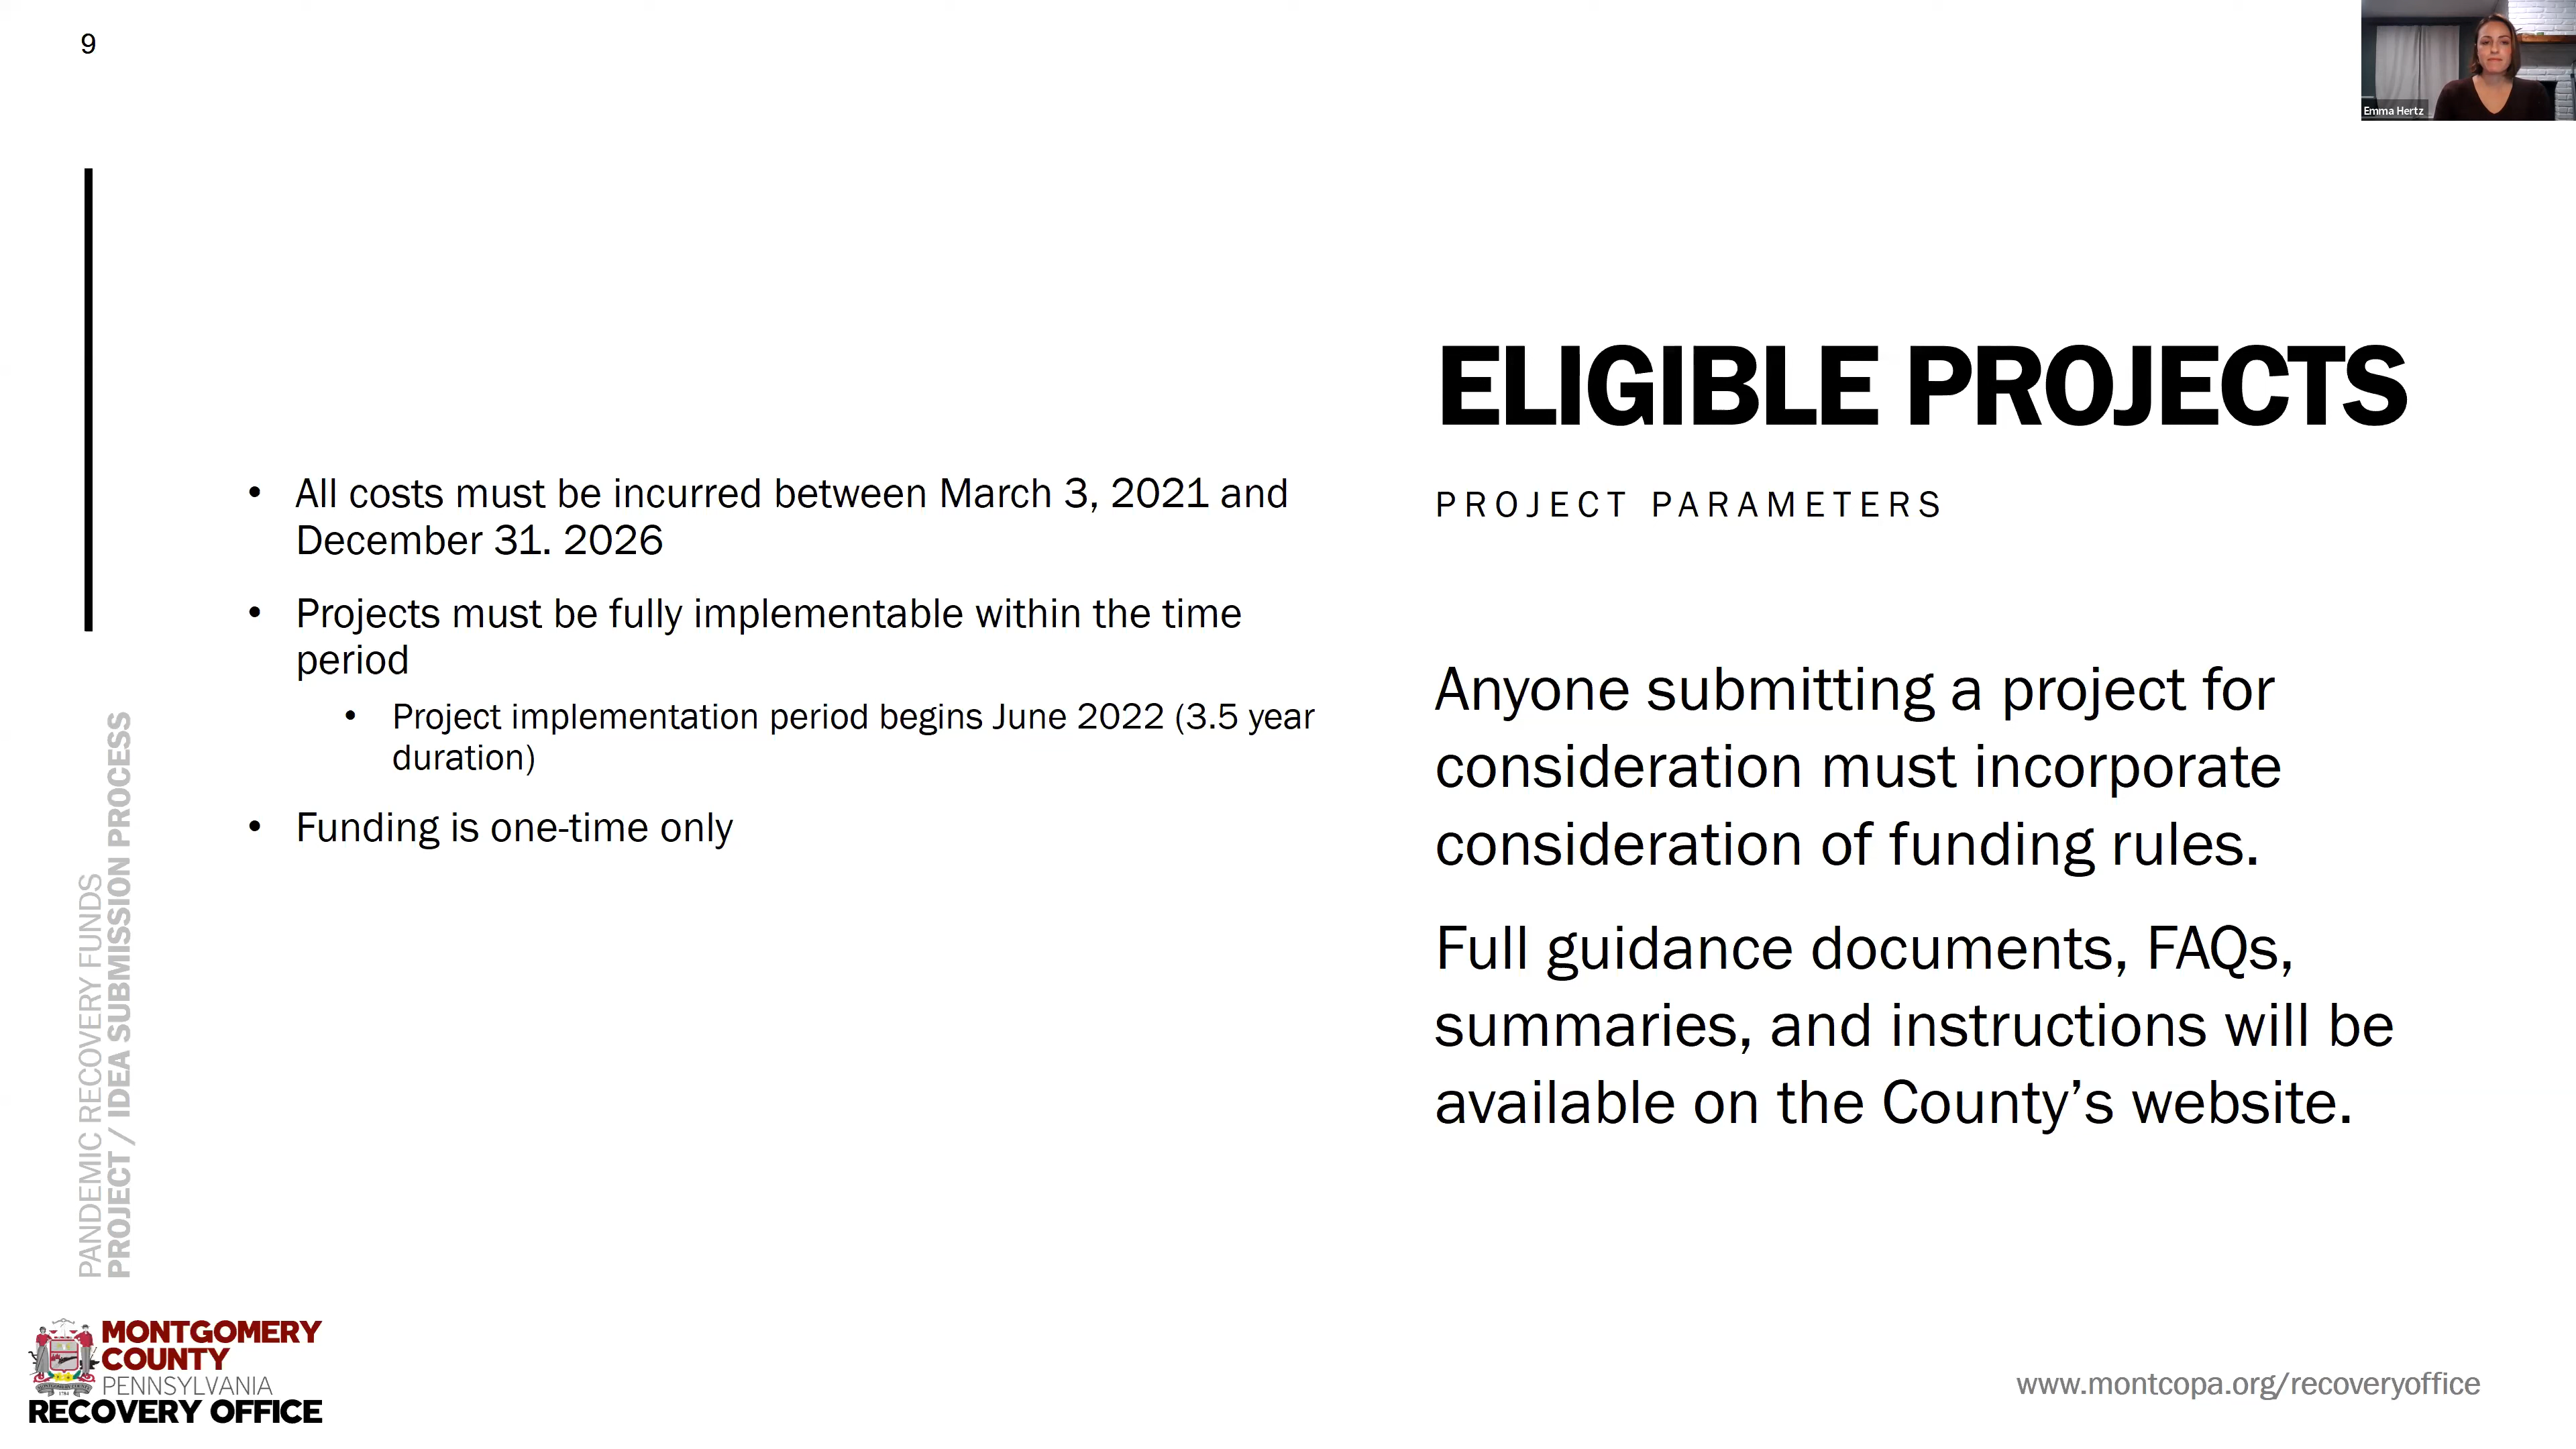 9
Emma Hertz
ELIGIBLE PROJECTS
PROJECT PARAMETERS
• All costs must be incurred between March 3, 2021 and
December 31. 2026
• Projects must be fully implementable within the time
period
• Project implementation period begins June 2022 (3.5 year
duration)
• Funding is one-time only
Anyone submitting a project for
consideration must incorporate
consideration of funding rules.
Full guidance documents, FAQs,
summaries, and instructions will be
available on the County’s website.
PANDEMIC RECOVERY FUNDS
PROJECT / IDEA SUBMISSION PROCESS
MONTGOMERY
COUNTY
PENNSYLVANIA
RECOVERY OFFICE
www.montcopa.org/recoveryoffice